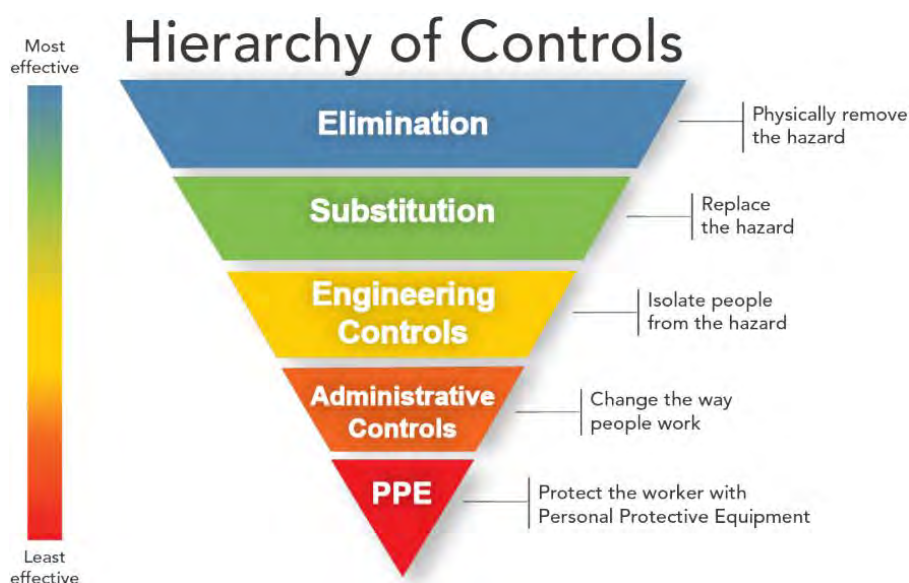 Hierarchy of Controls
Most
effective
Elimination
Physically remove
the hazard
Substitution
Replace
the hazard
Engineering
Controls
Isolate people
from the hazard
Administrative
Controls
Change the way
people work
PPE
Protect the worker with
Personal Protective Equipment
Least
effective